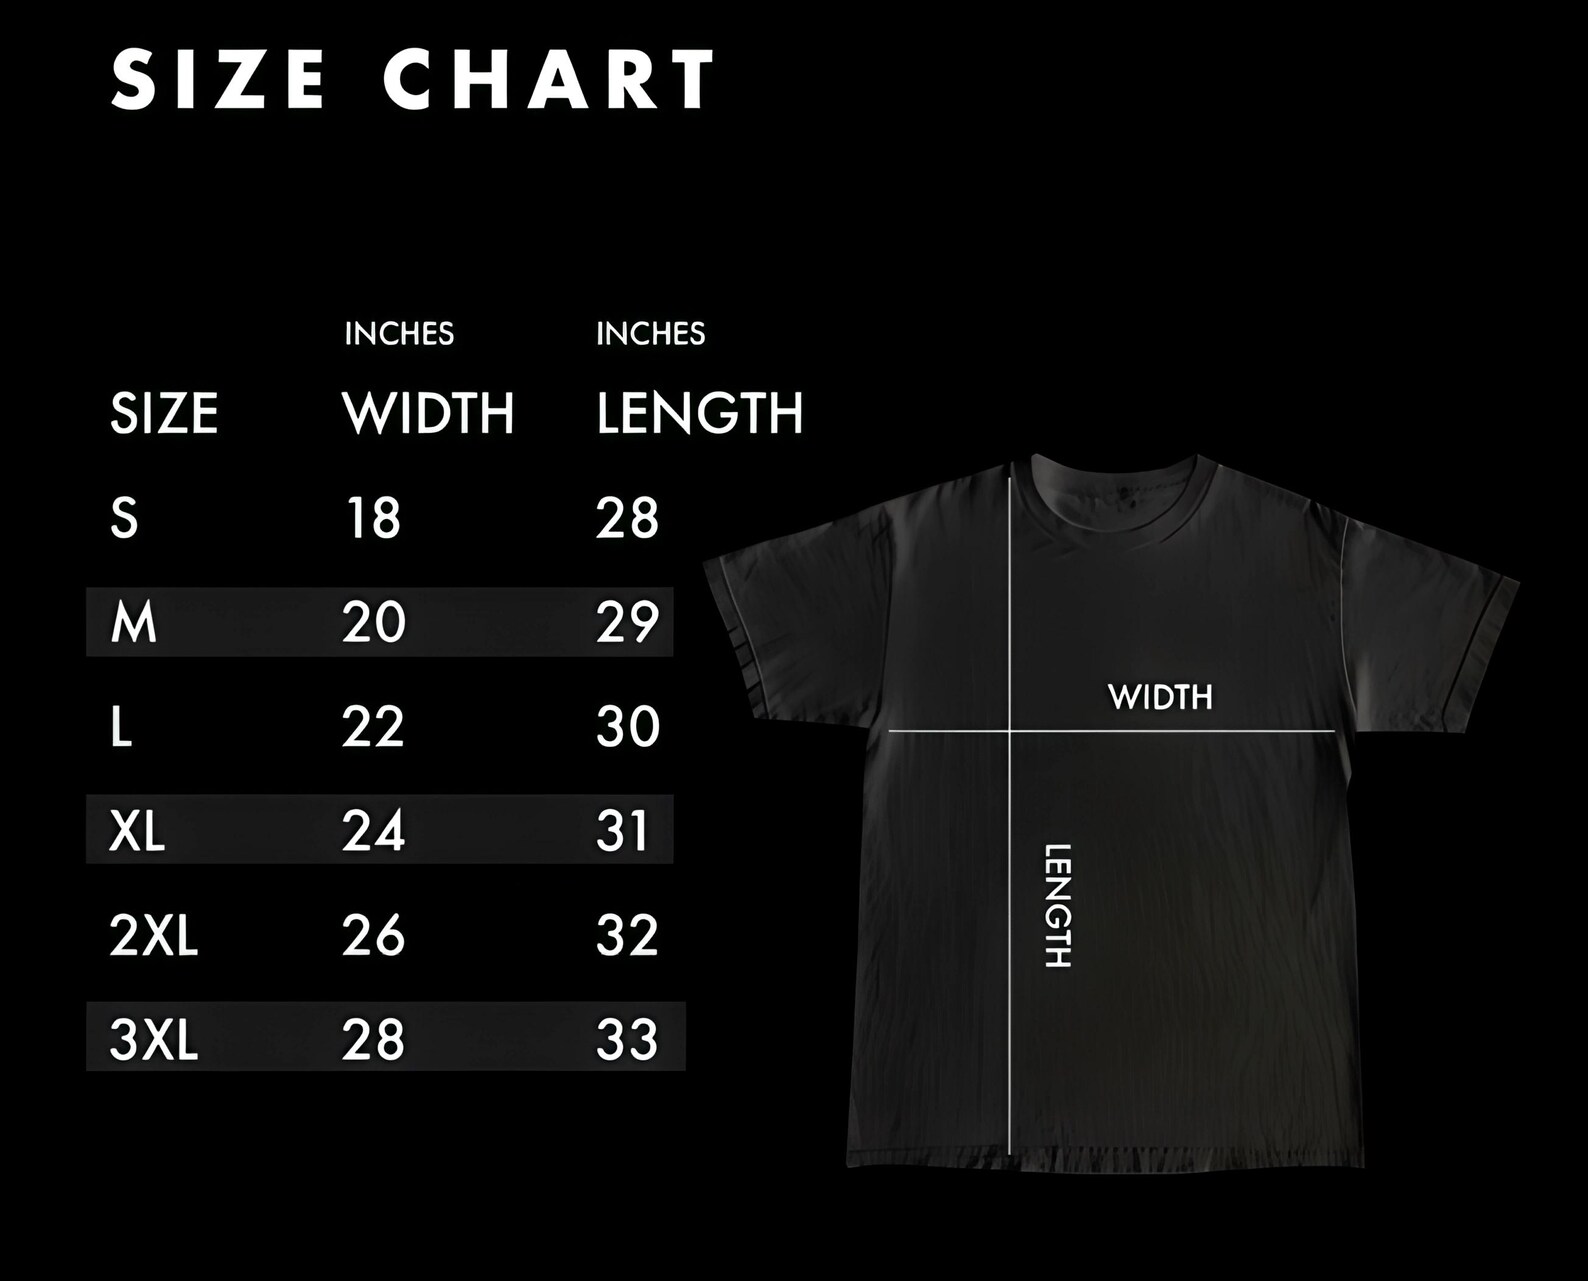 SIZE CHART
INCHES INCHES
SIZE WIDTH LENGTH
S 18 28
M 20 29
L 22 30
XL 24 31
2XL 26 32
3XL 28 33
WIDTH
LENGTH